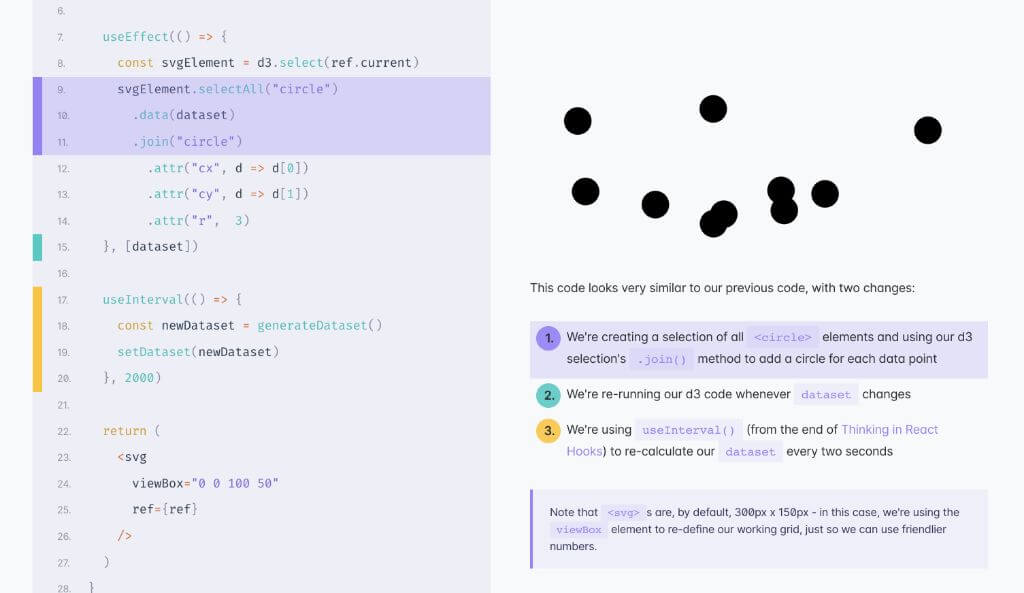 6.
7. useEffect(() => {
8. const svgElement = d3.select(ref.current)
9. svgElement.selectAll("circle")
10. .data(dataset)
11. .join("circle")
12. .attr("cx", d => d[0])
13. .attr("cy", d => d[1])
14. .attr("r", 3)
15. }, [dataset])
16.
17. useInterval(() => {
18. const newDataset = generateDataset()
19. setDataset(newDataset)
20. }, 2000)
21.
22. return (
23. <svg
24. viewBox="0 0 100 50"
25. ref={ref}
26. />
27. )
28. }
This code looks very similar to our previous code, with two changes:
1. We're creating a selection of all <circle> elements and using our d3
selection's .join() method to add a circle for each data point
2. We're re-running our d3 code whenever dataset changes
3. We're using useInterval() (from the end of Thinking in React
Hooks) to re-calculate our dataset every two seconds
Note that <svg> s are, by default, 300px x 150px - in this case, we're using the
viewBox element to re-define our working grid, just so we can use friendlier
numbers.